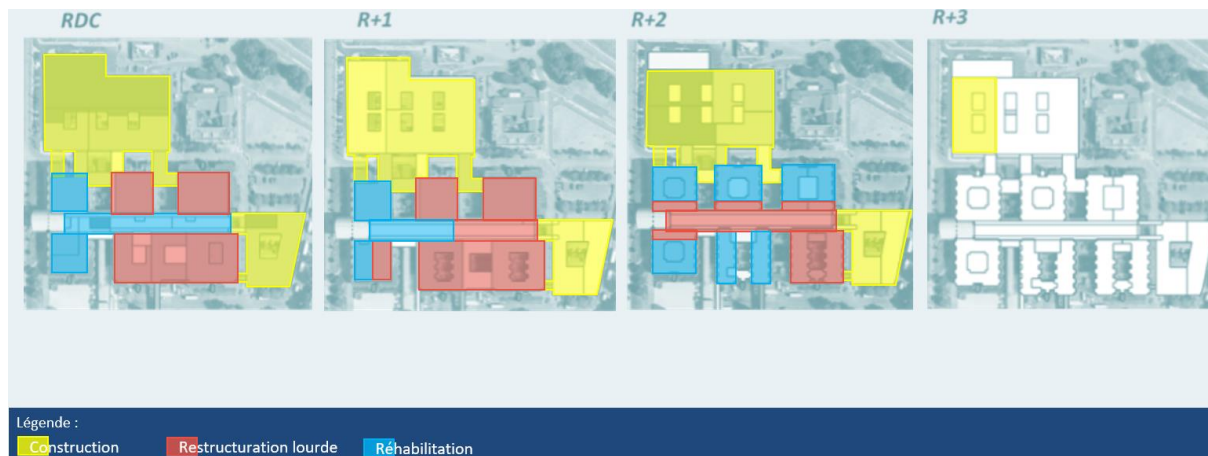 RDC
R+1
R+2
R+3
Légende :
Construction
Restructuration lourde
Réhabilitation